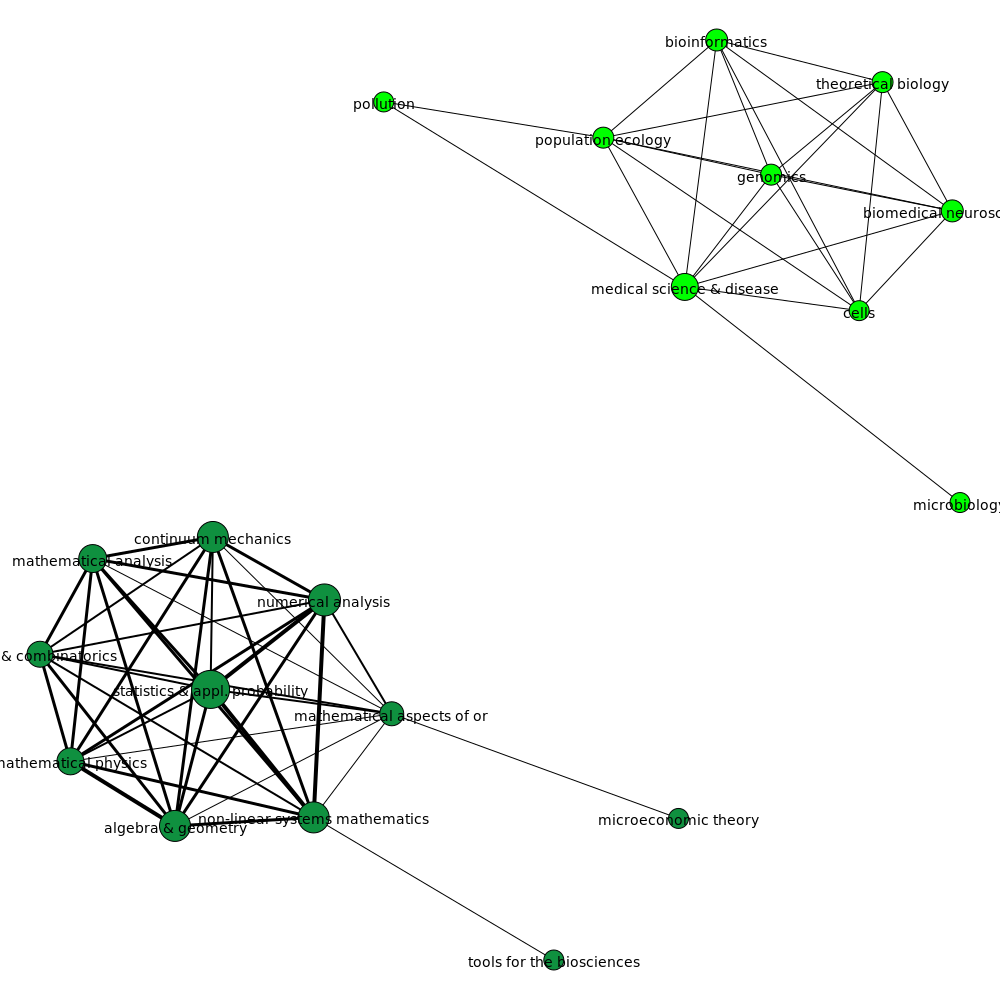 bioinformatics
theoretical biology
pollution
population ecology
genomics
biomedical neurosc
medical science & disease
cells
microbiology
continuum mechanics
mathematical analysis
numerical analysis
& combinatorics
statistics & appl. probability
mathematical aspects of or
mathematical physics
microeconomic theory
non-linear systems mathematics
algebra & geometry
tools for the biosciences